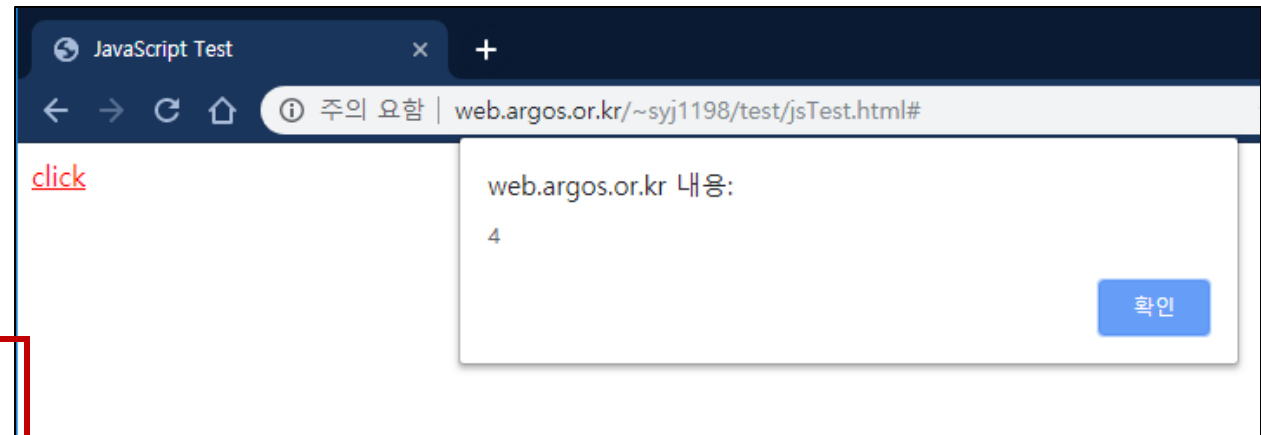 JavaScript Test
주의 요함 web.argos.or.kr/~syj1198/test/jsTest.html#
click
web.argos.or.kr 내용:
4
확인